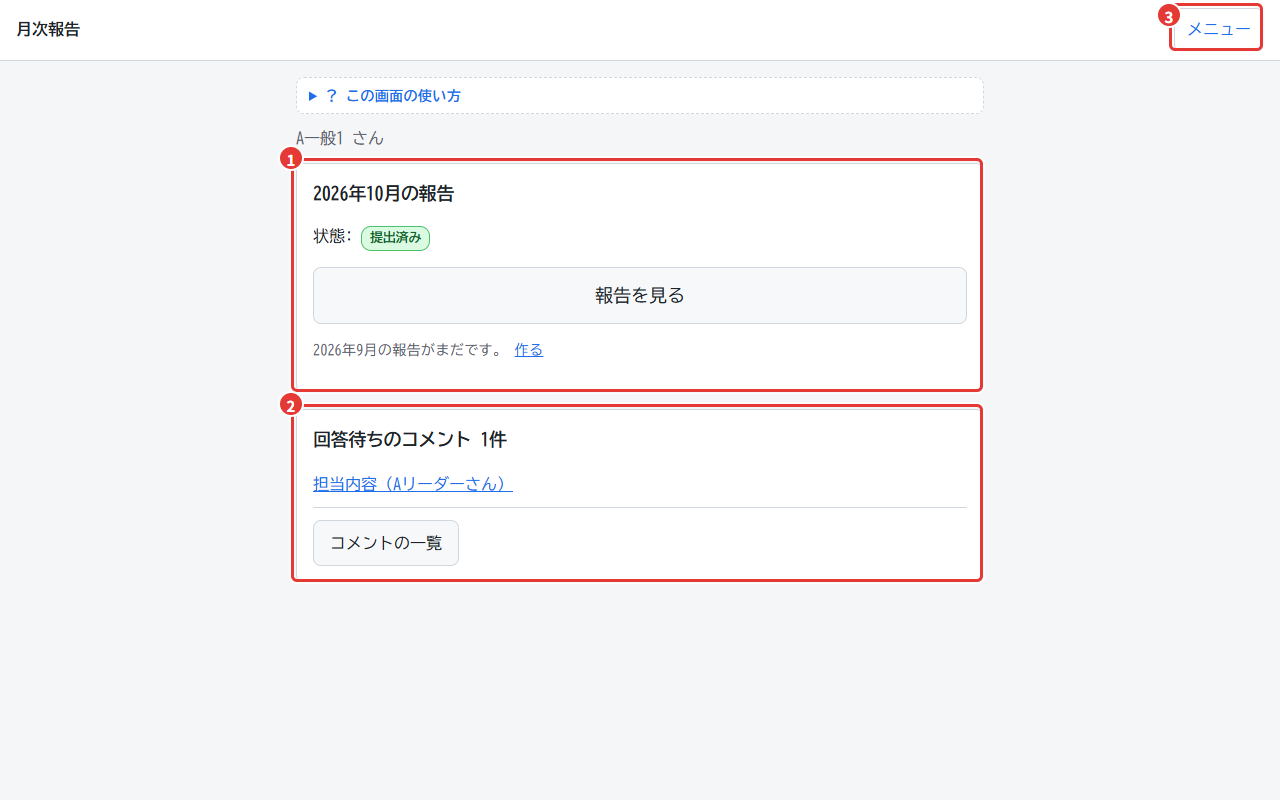 月次報告
3
メニュー
▶ ? この画面の使い方
A一般1 さん
1
2026年10月の報告
状態: 提出済み
報告を見る
2026年9月の報告がまだです。 作る
2
回答待ちのコメント 1件
担当内容（Aリーダーさん）
コメントの一覧